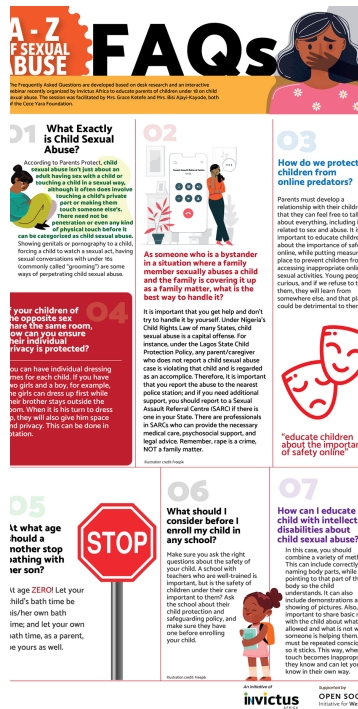 A - Z
OF SEXUAL
ABUSE
FAQs
The Frequently Asked Questions are developed based on desk research and an interactive
webinar recently organised by Invictus Africa to educate parents of children under 18 on child
sexual abuse. The session was facilitated by Mrs. Grace Ketefe and Mrs. Bisi Ajayi-Kayode, both
of the Cece Yara Foundation.
01
What Exactly
is Child Sexual
Abuse?
According to Parents Protect, child
sexual abuse isn't just about an
adult having sex with a child or
touching a child in a sexual way,
although it often does involve
touching a child's private
part or making them
touch someone else's.
There need not be
penetration or even any kind
of physical touch before it
can be categorized as child sexual abuse.
Showing genitals or pornography to a child,
forcing a child to watch a sexual act, having
sexual conversations with under 16s
(commonly called "grooming") are some
ways of perpetrating child sexual abuse.
02
As someone who is a bystander
in a situation where a family
member sexually abuses a child
and the family is covering it up
as a family matter, what is the
best way to handle it?
It is important that you get help and don't
try to handle it by yourself. Under Nigeria's
Child Rights Law of many States, child
sexual abuse is a capital offense. For
instance, under the Lagos State Child
Protection Policy, any parent/caregiver
who does not report a child sexual abuse
case is violating that child and is regarded
as an accomplice. Therefore, it is important
that you report the abuse to the nearest
police station; and if you need additional
support, you should report to a Sexual
Assault Referral Centre (SARC) if there is
one in your State. There are professionals
in SARCs who can provide the necessary
medical care, psychosocial support, and
legal advice. Remember, rape is a crime,
NOT a family matter.
Illustration credit: freepik
03
How do we protect
children from
online predators?
Parents must develop a
relationship with their childr
that they can feel free to tal
about everything, including i
related to sex and abuse. It i
important to educate childre
about the importance of safe
online, while putting measur
place to prevent children fro
accessing inappropriate onli
sexual activities. Young peop
curious, and if we refuse to t
them, they will learn from
somewhere else, and that pla
could be detrimental to ther
"educate children
about the importan
of safety online"
04
f your children of
he opposite sex
hare the same room,
ow can you ensure
heir individual
rivacy is protected?
ou can have individual dressing
mes for each child. If you have
wo girls and a boy, for example,
he girls can dress up first while
heir brother stays outside the
oom. When it is his turn to dress
p, they will also give him space
nd privacy. This can be done in
otation.
05
At what age
should a
mother stop
bathing with
her son?
At age ZERO! Let your
child's bath time be
his/her own bath
time; and let your own
bath time, as a parent,
be yours as well.
STOP
06
What should I
consider before I
enroll my child in
any school?
Make sure you ask the right
questions about the safety of
your child. A school with
teachers who are well-trained is
important, but is the safety of
children under their care
important to them? Ask
the school about their
child protection and
safeguarding policy, and
make sure they have
one before enrolling
your child.
Illustration credit: freepik
07
How can I educate
child with intellect
disabilities about
child sexual abuse?
In this case, you should
combine a variety of meth
This can include correctly
naming body parts, while
pointing to that part of th
body so the child
understands. It can also
include demonstrations a
showing of pictures. Also,
important to share basic r
with the child about what
allowed and what is not w
someone is helping them.
must be repeated conscio
so it sticks. This way, when
touch becomes inappropr
they know and can let you
know in their own way.
An Initiative of
invictus
AFRICA
Supported by
OPEN SOC
Initiative for We